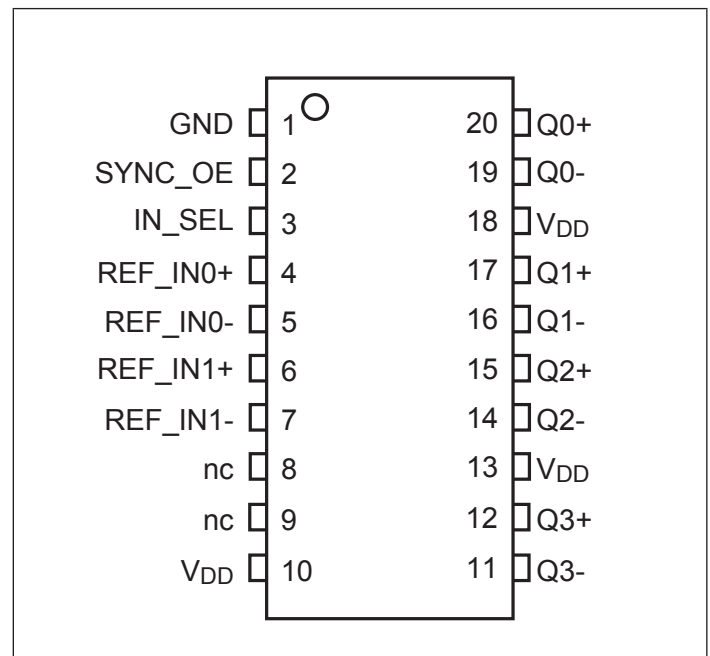 GND 1 20 Q0+
SYNC_OE 2 19 Q0-
IN_SEL 3 18 VDD
REF_IN0+ 4 17 Q1+
REF_IN0- 5 16 Q1-
REF_IN1+ 6 15 Q2+
REF_IN1- 7 14 Q2-
nc 8 13 VDD
nc 9 12 Q3+
VDD 10 11 Q3-